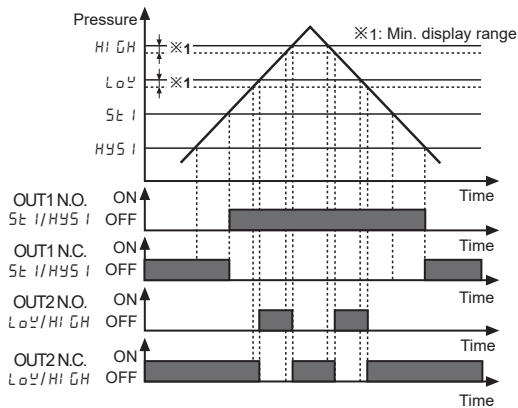 Pressure
※1: Min. display range
HIGH ※1
LoW ※1
St1
HYS1
Time
OUT1 N.O. ON
St1/HYS1 OFF
Time
OUT1 N.C. ON
St1/HYS1 OFF
Time
OUT2 N.O. ON
LoW/HIGH OFF
Time
OUT2 N.C. ON
LoW/HIGH OFF
Time